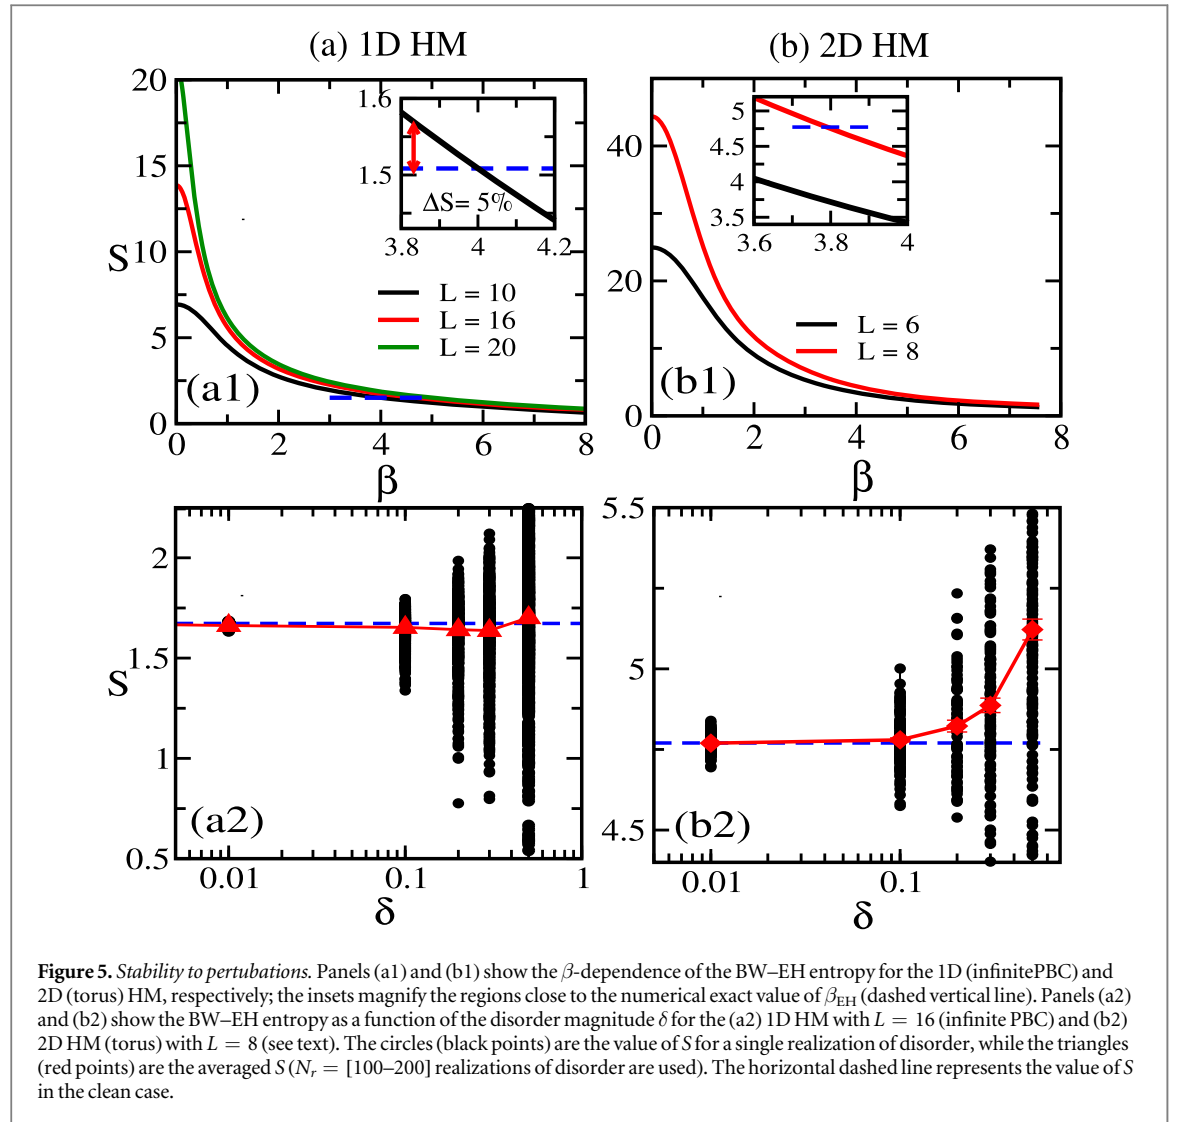 (a) 1D HM
(b) 2D HM
20
15
S 10
5
0
0 2 4 6 8
β
1.6
1.5
ΔS= 5%
3.8 4 4.2
L = 10
L = 16
L = 20
(a1)
40
20
0
0 2 4 6 8
β
5
4.5
4
3.5
3.6 3.8 4
L = 6
L = 8
(b1)
2
1.5
S
1
0.5
0.01 0.1 1
δ
(a2)
5.5
5
4.5
0.01 0.1
δ
(b2)
Figure 5. Stability to pertubations. Panels (a1) and (b1) show the β-dependence of the BW–EH entropy for the 1D (infinitePBC) and
2D (torus) HM, respectively; the insets magnify the regions close to the numerical exact value of β_EH (dashed vertical line). Panels (a2)
and (b2) show the BW–EH entropy as a function of the disorder magnitude δ for the (a2) 1D HM with L = 16 (infinite PBC) and (b2)
2D HM (torus) with L = 8 (see text). The circles (black points) are the value of S for a single realization of disorder, while the triangles
(red points) are the averaged S (N_r = [100–200] realizations of disorder are used). The horizontal dashed line represents the value of S
in the clean case.